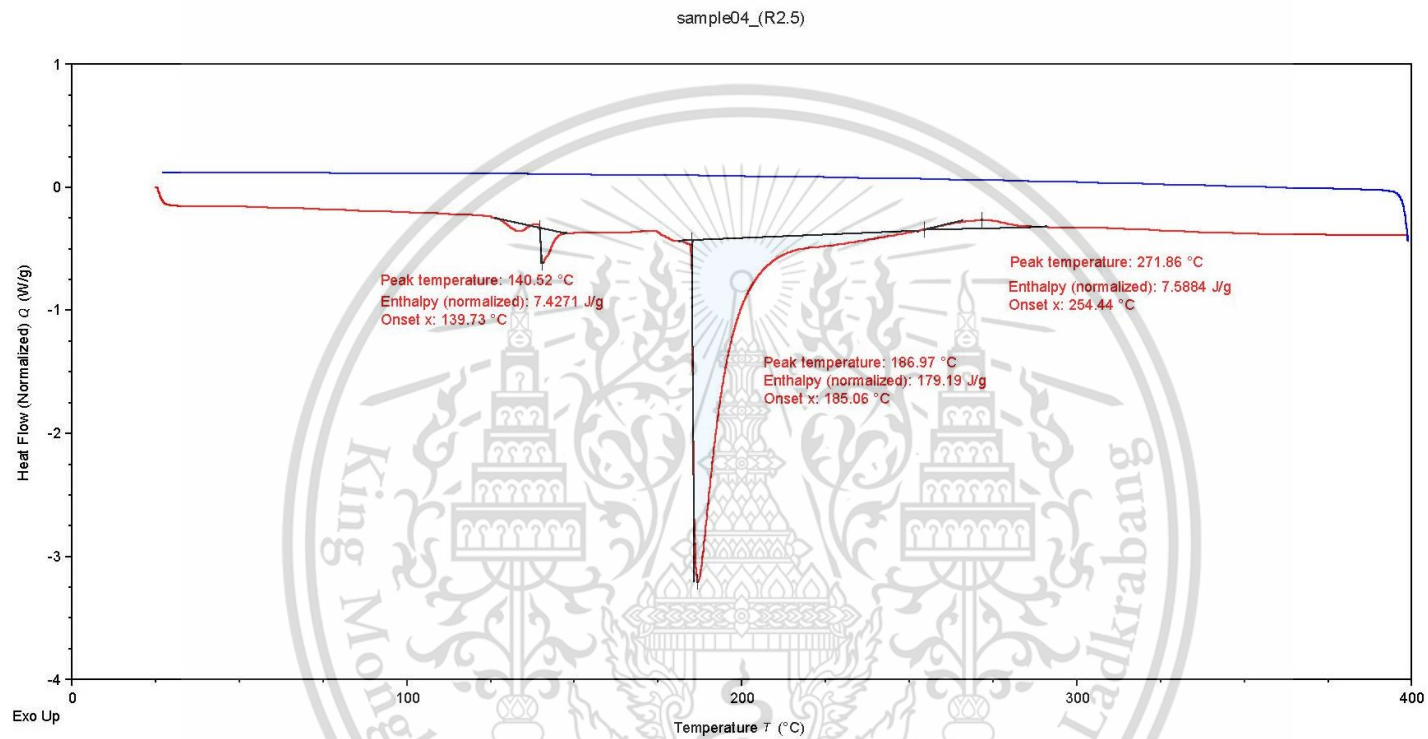 sample04_(R2.5)
1
0
-1
-2
-3
-4
Heat Flow (Normalized) Q (W/g)
Peak temperature: 140.52 °C
Enthalpy (normalized): 7.4271 J/g
Onset x: 139.73 °C
Peak temperature: 186.97 °C
Enthalpy (normalized): 179.19 J/g
Onset x: 185.06 °C
Peak temperature: 271.86 °C
Enthalpy (normalized): 7.5884 J/g
Onset x: 254.44 °C
0
100
200
300
400
Exo Up
Temperature T (°C)
King Mong
Ladkrabang